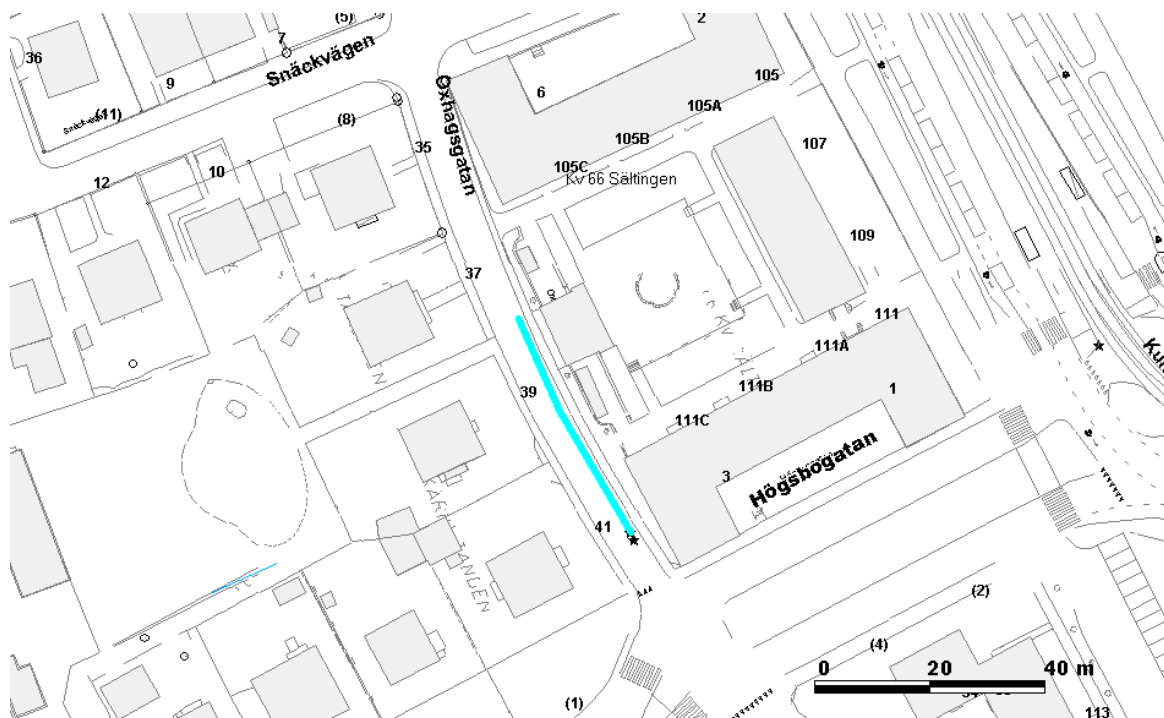 (5)
2
7
36
Snäckvägen
9
105
6
105A
(11)
(8)
Oxhagsgatan
35
105B
107
105C
10
Kv 66 Sältingen
12
109
37
111
111A
39
111B
1
111C
Högsbogatan
3
41
(2)
(4)
0 20 40 m
(1)
113